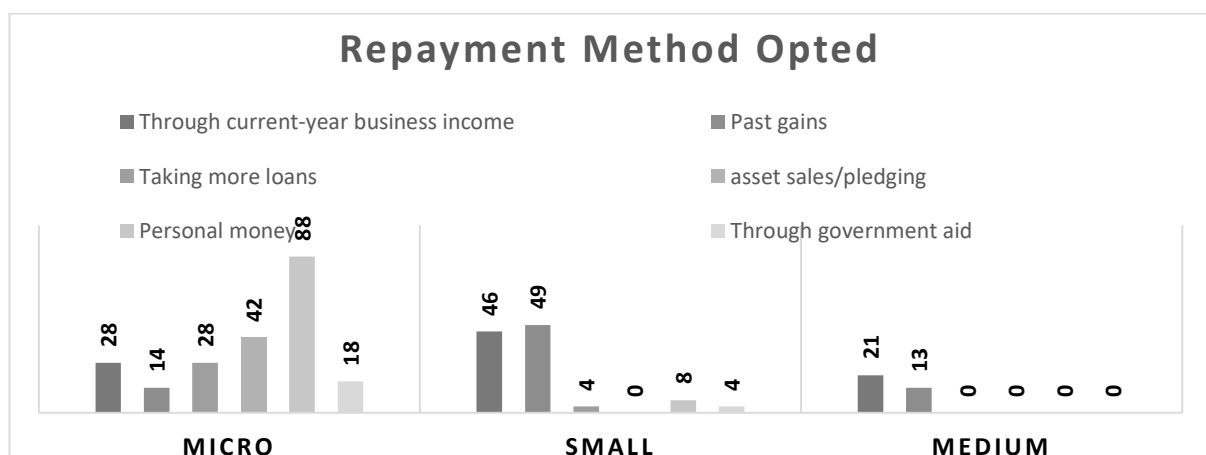 Repayment Method Opted
Through current-year business income
Past gains
Taking more loans
asset sales/pledging
Personal money
Through government aid
28
14
28
42
88
18
46
49
4
0
8
4
21
13
0
0
0
0
MICRO
SMALL
MEDIUM